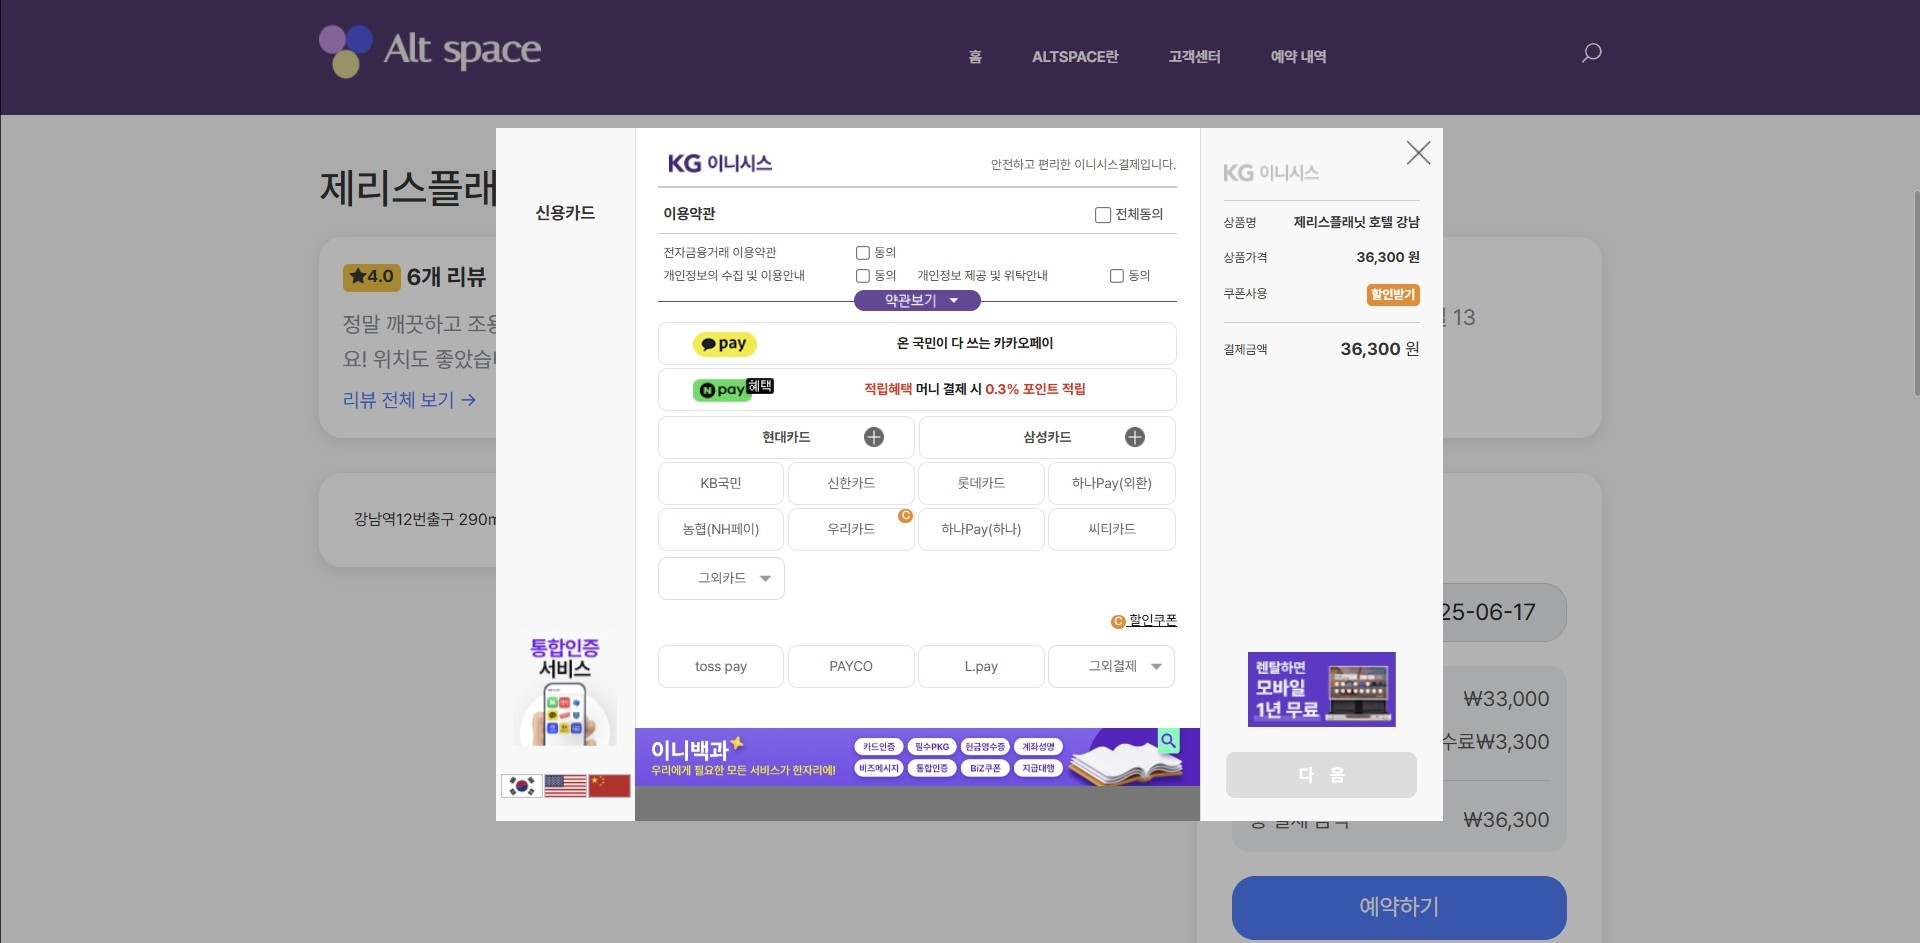 Alt space
홈
ALTSPACE란
고객센터
예약 내역
제리스플래
4.0 6개 리뷰
정말 깨끗하고 조용
요! 위치도 좋았습니
리뷰 전체 보기 →
강남역12번출구 290m
신용카드
통합인증
서비스
KG 이니시스
안전하고 편리한 이니시스결제입니다.
이용약관
전체동의
전자금융거래 이용약관
동의
개인정보의 수집 및 이용안내
동의
개인정보 제공 및 위탁안내
동의
약관보기
pay
온 국민이 다 쓰는 카카오페이
N pay 혜택
적립혜택 머니 결제 시 0.3% 포인트 적립
현대카드
삼성카드
KB국민
신한카드
롯데카드
하나Pay(외환)
농협(NH페이)
우리카드
C
하나Pay(하나)
씨티카드
그외카드
C 할인쿠폰
toss pay
PAYCO
L.pay
그외결제
이니백과
우리에게 필요한 모든 서비스가 한자리에!
카드인증
필수PKG
현금영수증
계좌성명
비즈메시지
통합인증
BiZ쿠폰
지급대행
KG 이니시스
상품명
제리스플래닛 호텔 강남
상품가격
36,300 원
쿠폰사용
할인받기
결제금액
36,300 원
렌탈하면
모바일
1년 무료
다 음
13
25-06-17
₩33,000
수료₩3,300
총 결제 금액
₩36,300
예약하기